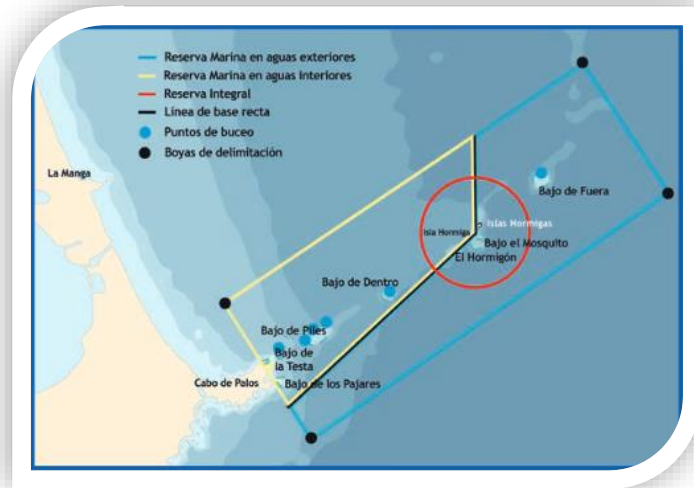 Reserva Marina en aguas exteriores
Reserva Marina en aguas interiores
Reserva Integral
Línea de base recta
Puntos de buceo
Boyas de delimitación
La Manga
Bajo de Fuera
Islas Hormigas
Isla Hormiga
Bajo el Mosquito
El Hormigón
Bajo de Dentro
Bajo de Piles
Bajo de
la Testa
Cabo de Palos
Bajo de los Pajares